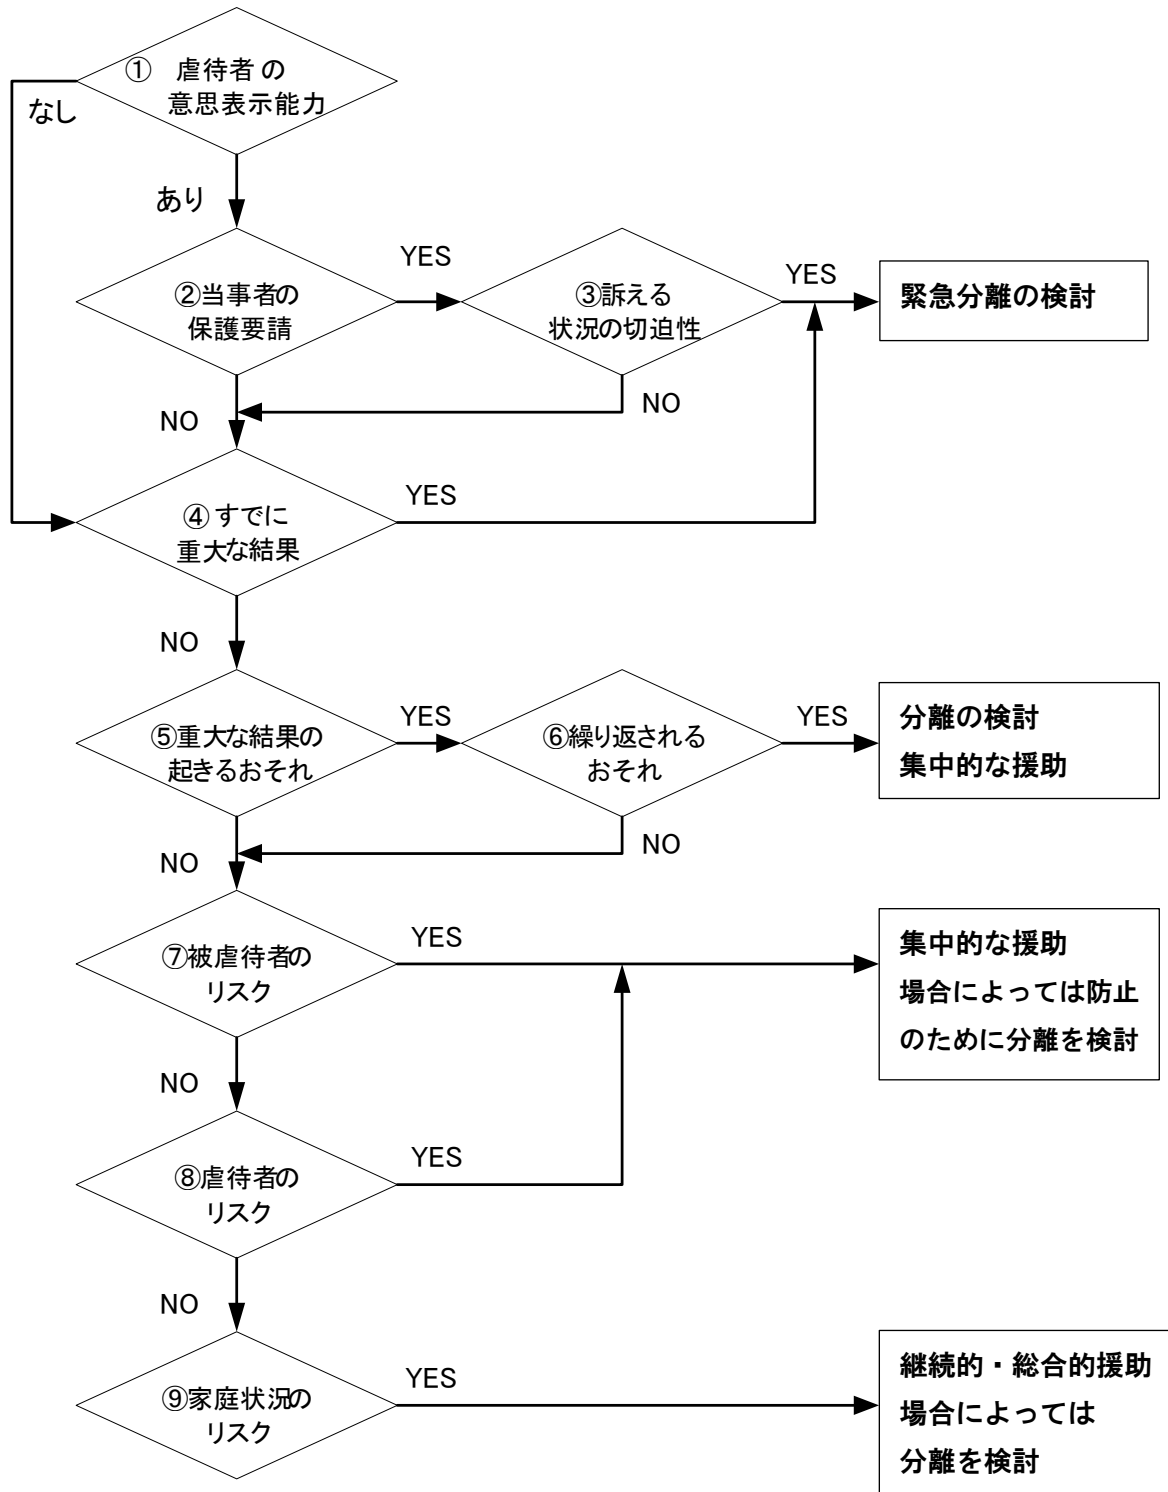 ① 虐待者の
意思表示能力
なし
あり
②当事者の
保護要請
YES
③訴える
状況の切迫性
YES
緊急分離の検討
NO
NO
④すでに
重大な結果
YES
NO
⑤重大な結果の
起きるおそれ
YES
⑥繰り返される
おそれ
YES
分離の検討
集中的な援助
NO
NO
⑦被虐待者の
リスク
YES
集中的な援助
場合によっては防止
のために分離を検討
NO
⑧虐待者の
リスク
YES
NO
⑨家庭状況の
リスク
YES
継続的・総合的援助
場合によっては
分離を検討